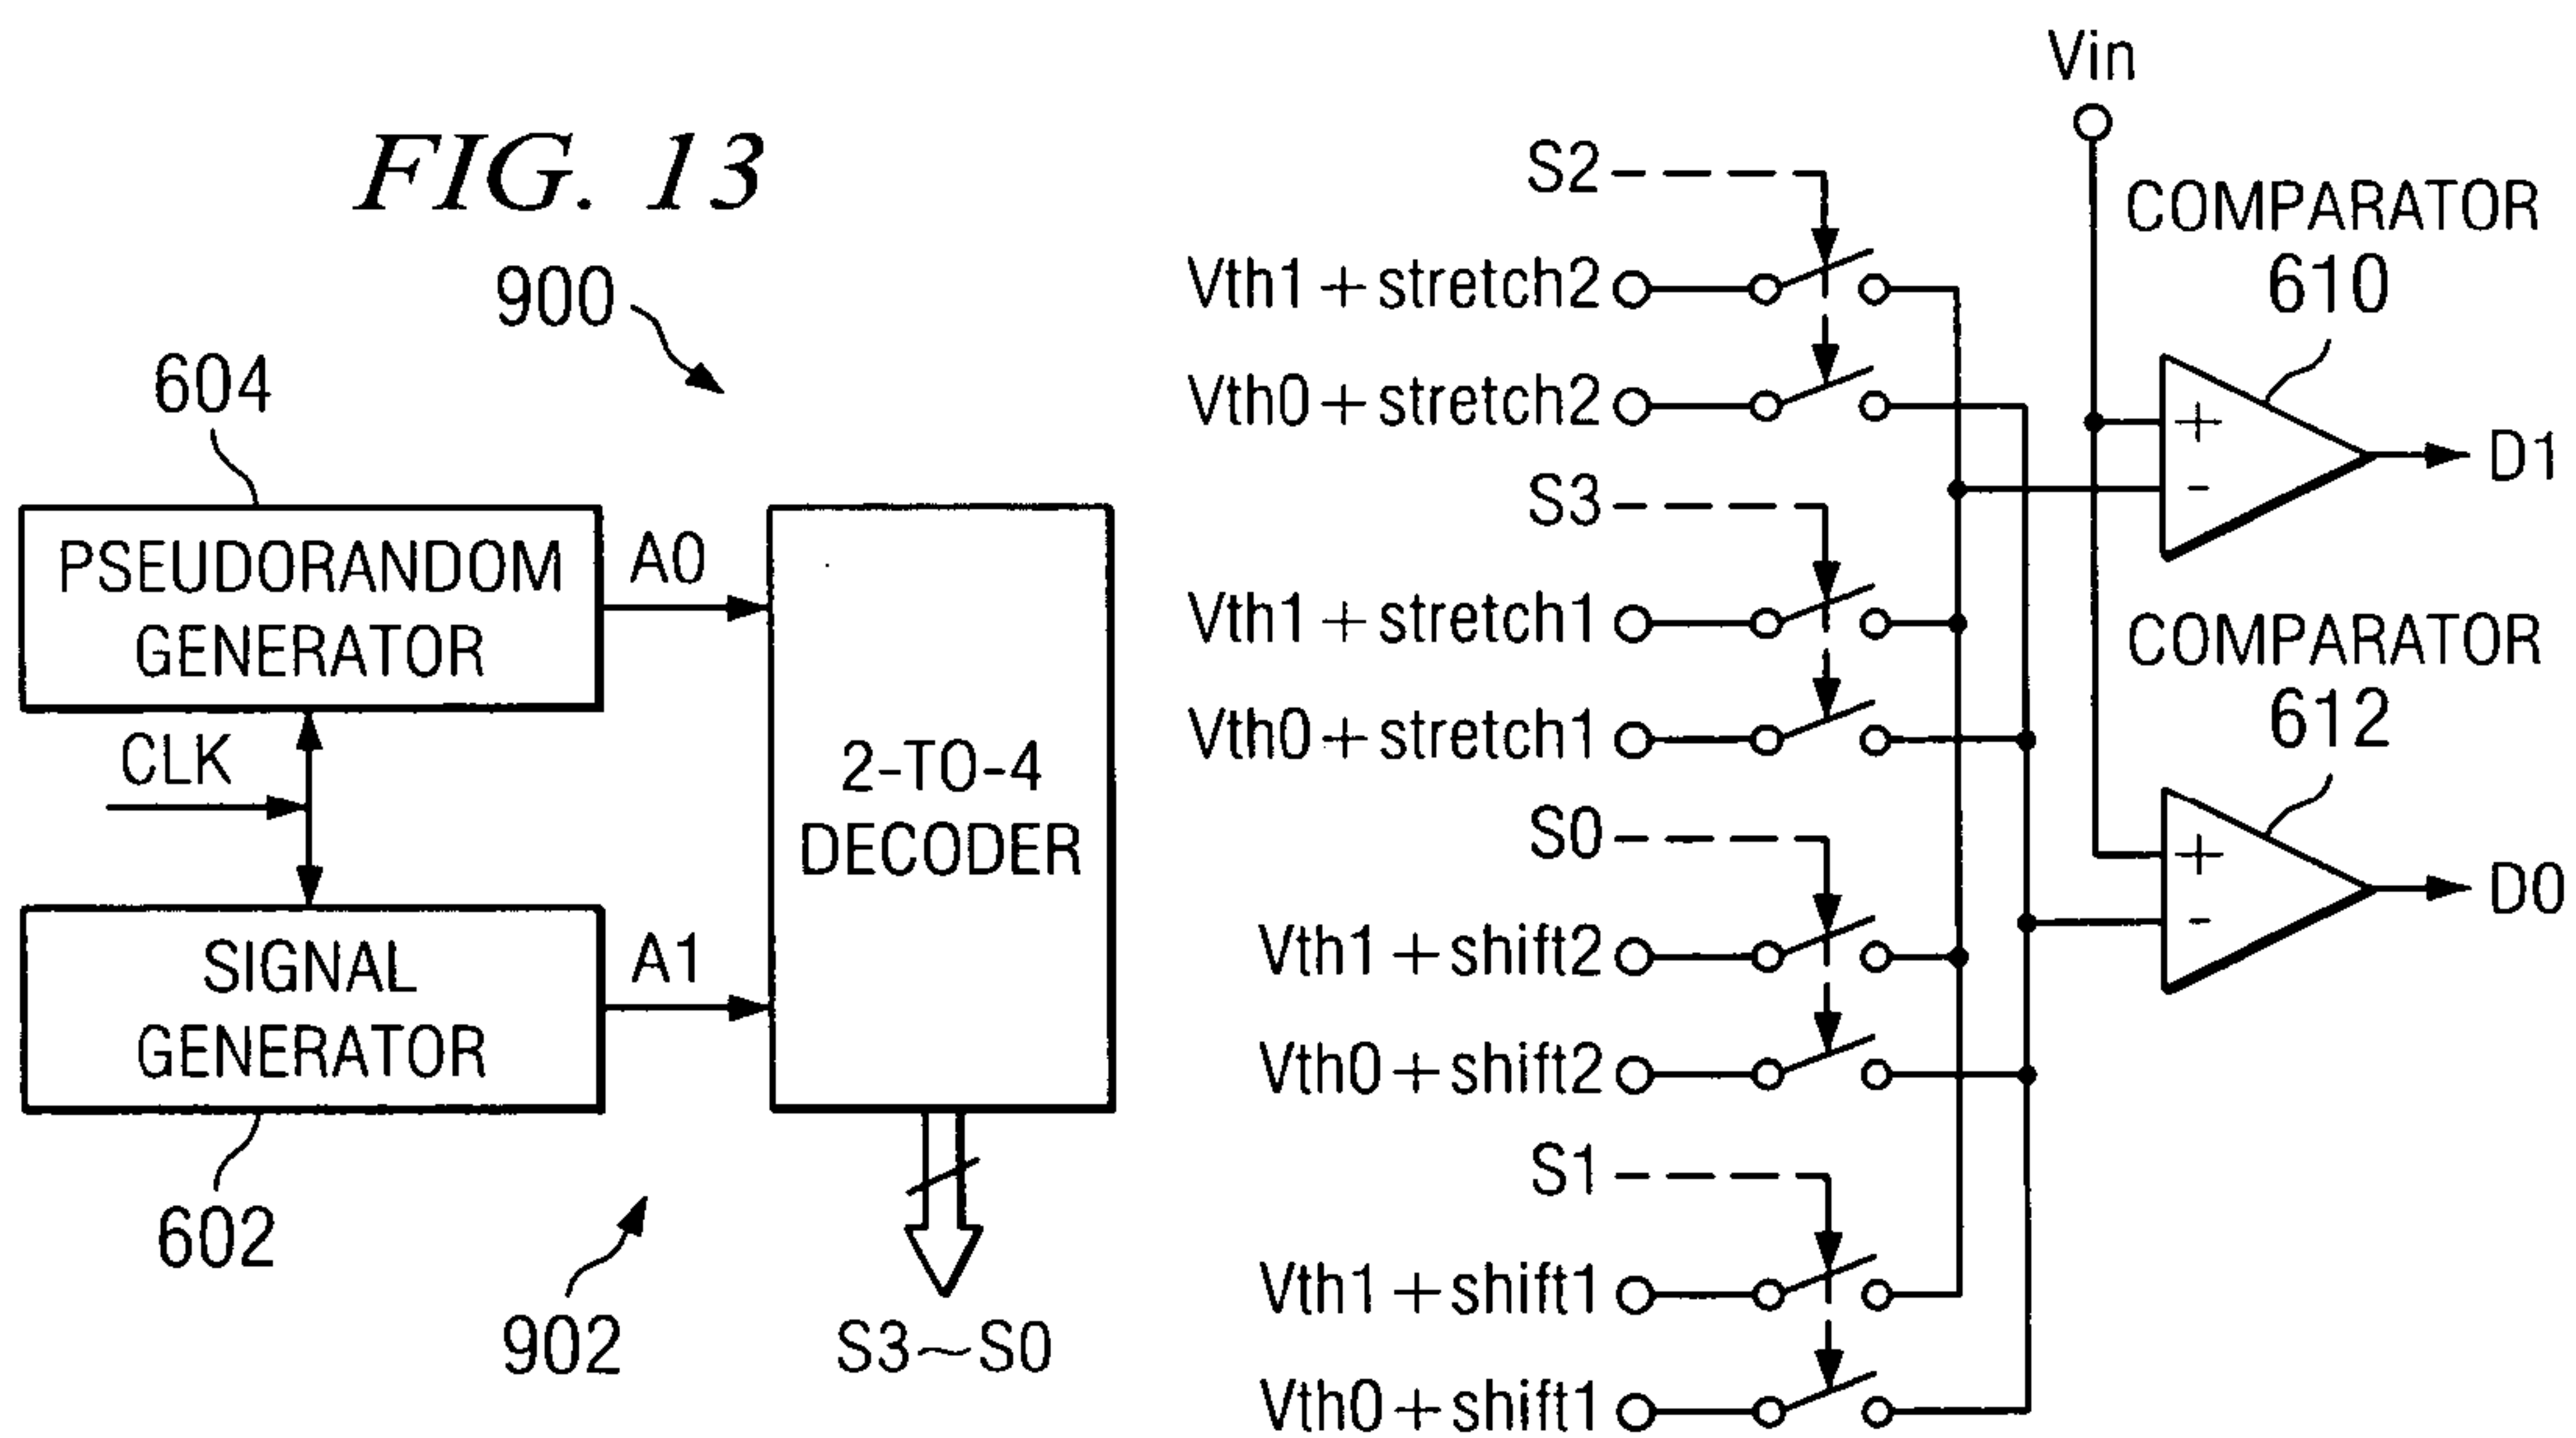 FIG. 13
900
604
PSEUDORANDOM
GENERATOR
A0
CLK
SIGNAL
GENERATOR
A1
602
902
2-TO-4
DECODER
S3~S0
S2
Vth1+stretch2
Vth0+stretch2
S3
Vth1+stretch1
Vth0+stretch1
S0
Vth1+shift2
Vth0+shift2
S1
Vth1+shift1
Vth0+shift1
Vin
COMPARATOR
610
+
-
D1
COMPARATOR
612
+
-
D0